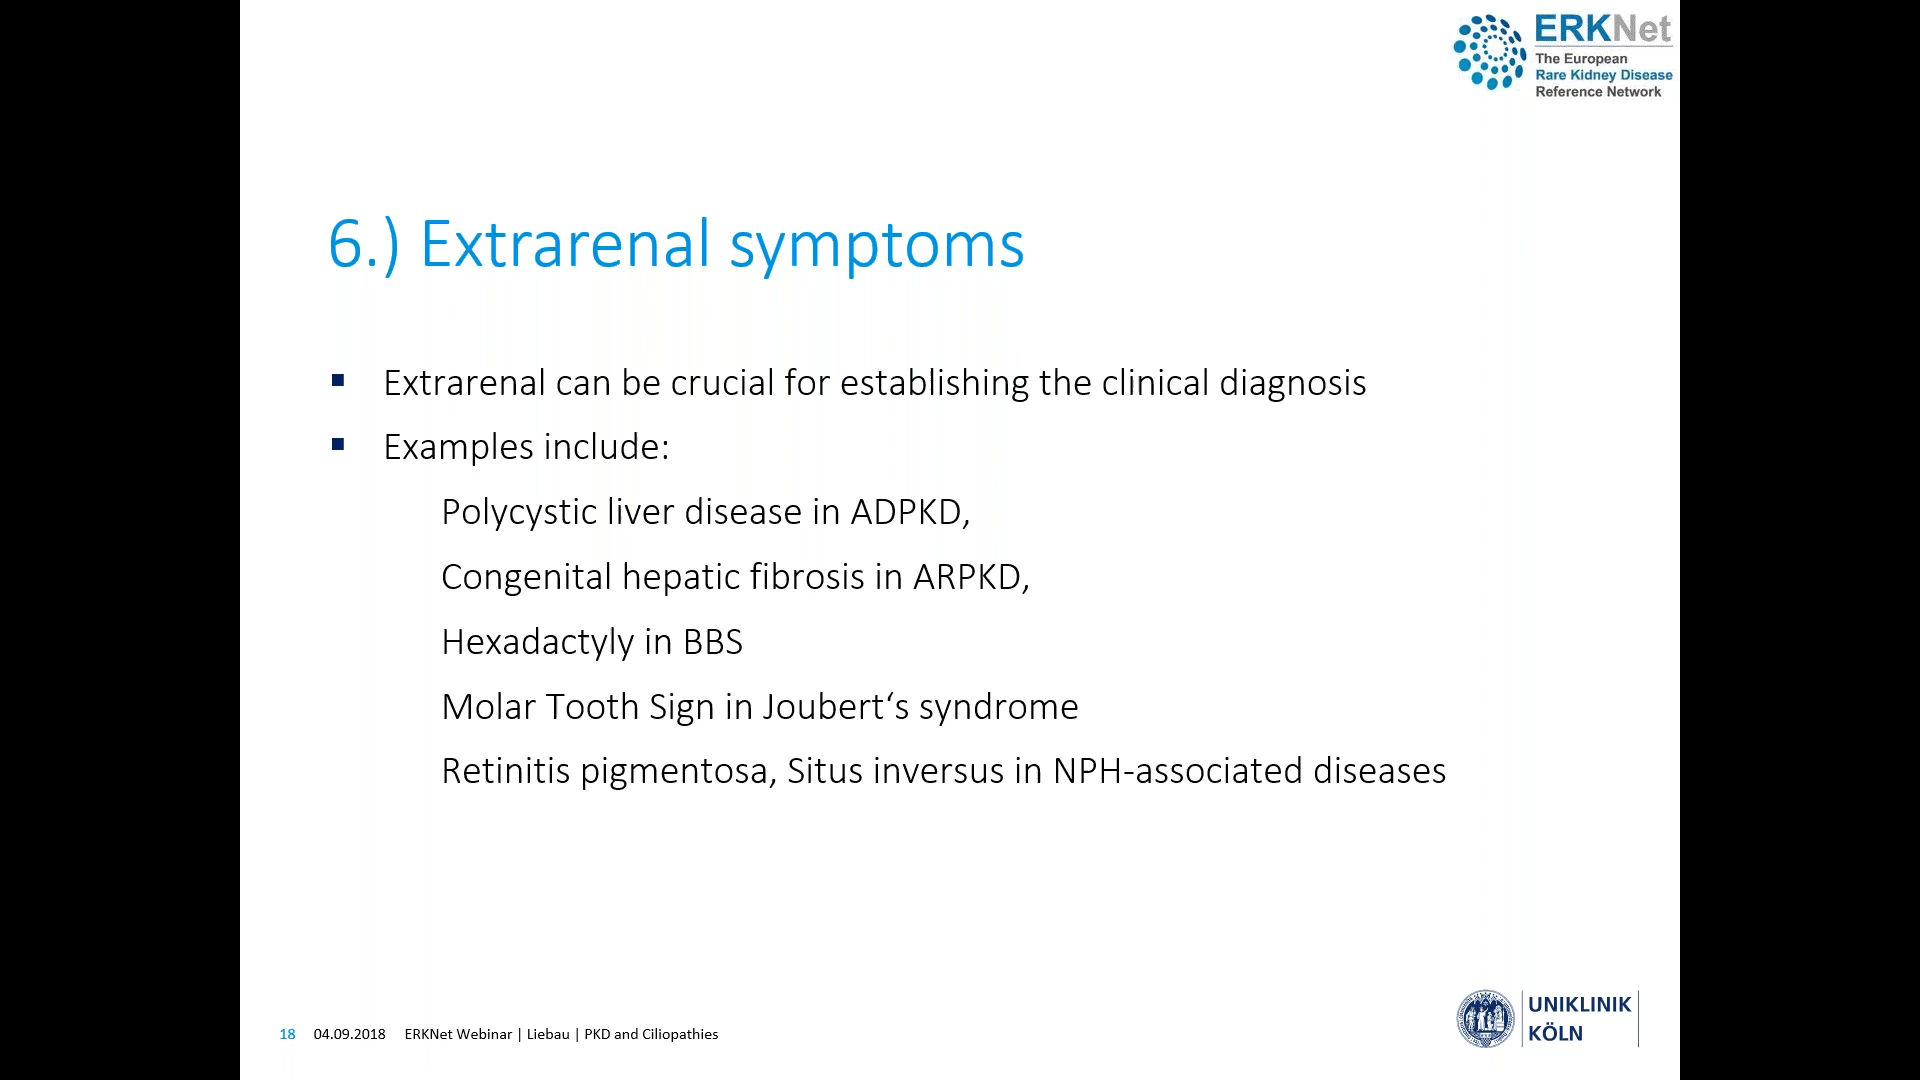 ERKNet
The European
Rare Kidney Disease
Reference Network
6.) Extrarenal symptoms
▪ Extrarenal can be crucial for establishing the clinical diagnosis
▪ Examples include:
Polycystic liver disease in ADPKD,
Congenital hepatic fibrosis in ARPKD,
Hexadactyly in BBS
Molar Tooth Sign in Joubert‘s syndrome
Retinitis pigmentosa, Situs inversus in NPH-associated diseases
18 04.09.2018 ERKNet Webinar | Liebau | PKD and Ciliopathies
UNIKLINIK
KÖLN